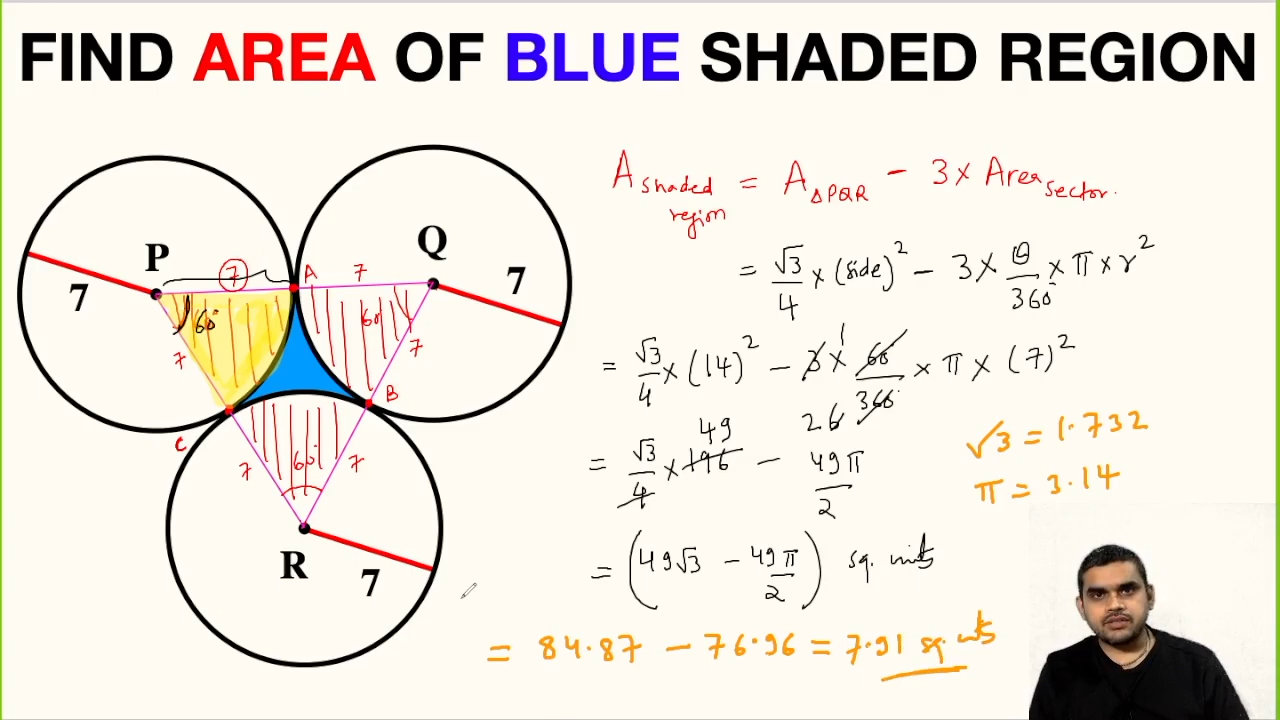 FIND AREA OF BLUE SHADED REGION
P
7
7
A
7
Q
7
60°
60°
7
7
C
B
7
60°
7
R
7
A shaded region = A ΔPQR - 3 × Area sector.
= √3/4 × (side)² - 3 × θ/360° × π × r²
= √3/4 × (14)² - 3 × 1 60°/360° 26 × π × (7)²
= √3/4 × 196 49 - 49π/2
√3 = 1.732
π = 3.14
= (49√3 - 49π/2) sq. units
= 84.87 - 76.96 = 7.91 sq. units